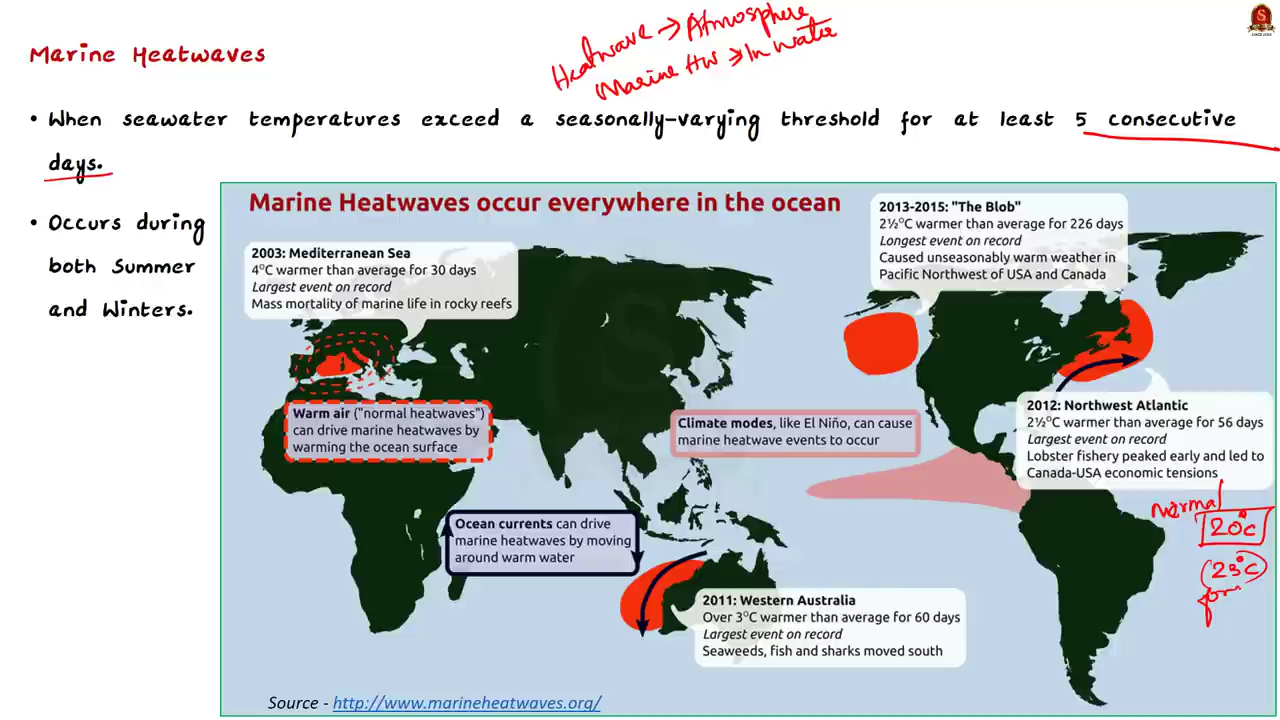 Marine Heatwaves
Heatwave → Atmosphere
Marine HW → In Water
• When seawater temperatures exceed a seasonally-varying threshold for at least 5 consecutive
days.
• Occurs during
both Summer
and Winters.
Marine Heatwaves occur everywhere in the ocean
2003: Mediterranean Sea
4°C warmer than average for 30 days
Largest event on record
Mass mortality of marine life in rocky reefs
2013-2015: "The Blob"
2½°C warmer than average for 226 days
Longest event on record
Caused unseasonably warm weather in
Pacific Northwest of USA and Canada
Warm air ("normal heatwaves")
can drive marine heatwaves by
warming the ocean surface
Climate modes, like El Niño, can cause
marine heatwave events to occur
2012: Northwest Atlantic
2½°C warmer than average for 56 days
Largest event on record
Lobster fishery peaked early and led to
Canada-USA economic tensions
normal
20°C
(23°C)
for
Ocean currents can drive
marine heatwaves by moving
around warm water
2011: Western Australia
Over 3°C warmer than average for 60 days
Largest event on record
Seaweeds, fish and sharks moved south
Source - http://www.marineheatwaves.org/